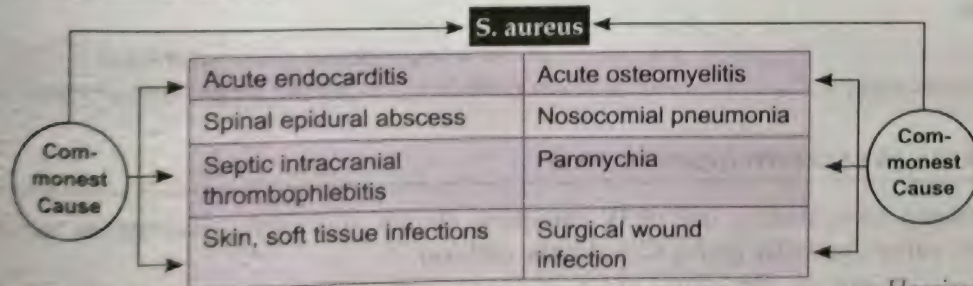 S. aureus
Com-
monest
Cause
Acute endocarditis
Acute osteomyelitis
Spinal epidural abscess
Nosocomial pneumonia
Septic intracranial
thrombophlebitis
Paronychia
Skin, soft tissue infections
Surgical wound
infection
Com-
monest
Cause